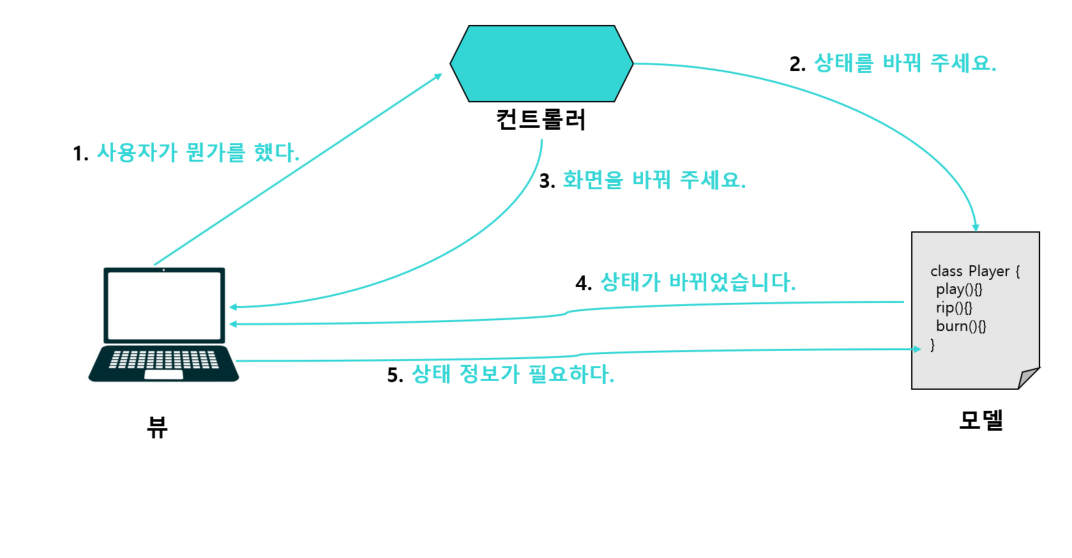 2. 상태를 바꿔 주세요.
컨트롤러
1. 사용자가 뭔가를 했다.
3. 화면을 바꿔 주세요.
4. 상태가 바뀌었습니다.
class Player {
play(){}
rip(){}
burn(){}
}
5. 상태 정보가 필요하다.
뷰
모델